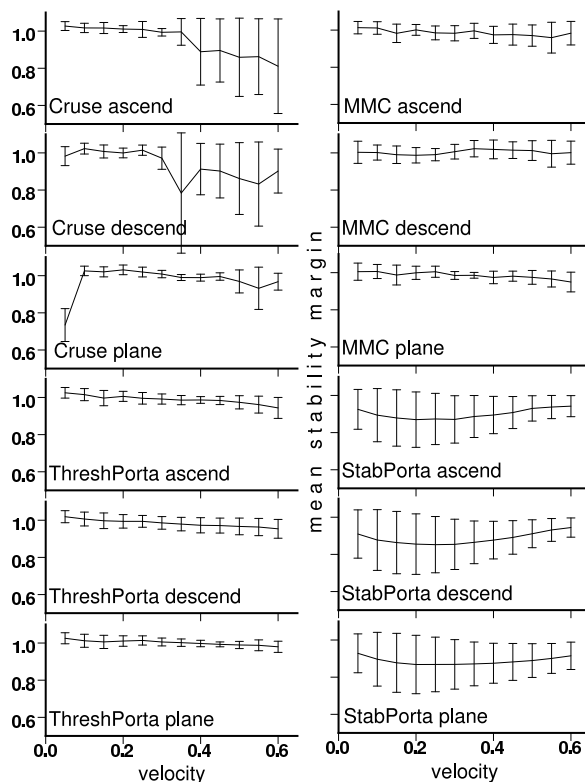 1.0
0.8
0.6
Cruse ascend
1.0
0.8
0.6
Cruse descend
1.0
0.8
0.6
Cruse plane
1.0
0.8
0.6
ThreshPorta ascend
1.0
0.8
0.6
ThreshPorta descend
1.0
0.8
0.6
ThreshPorta plane
0.0 0.2 0.4 0.6
velocity
mean stability margin
MMC ascend
MMC descend
MMC plane
StabPorta ascend
StabPorta descend
StabPorta plane
0.0 0.2 0.4 0.6
velocity